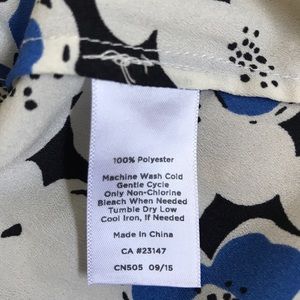 100% Polyester
Machine Wash Cold
Gentle Cycle
Only Non-Chlorine
Bleach When Needed
Tumble Dry Low
Cool Iron, If Needed
Made In China
CA #23147
CN505 09/15